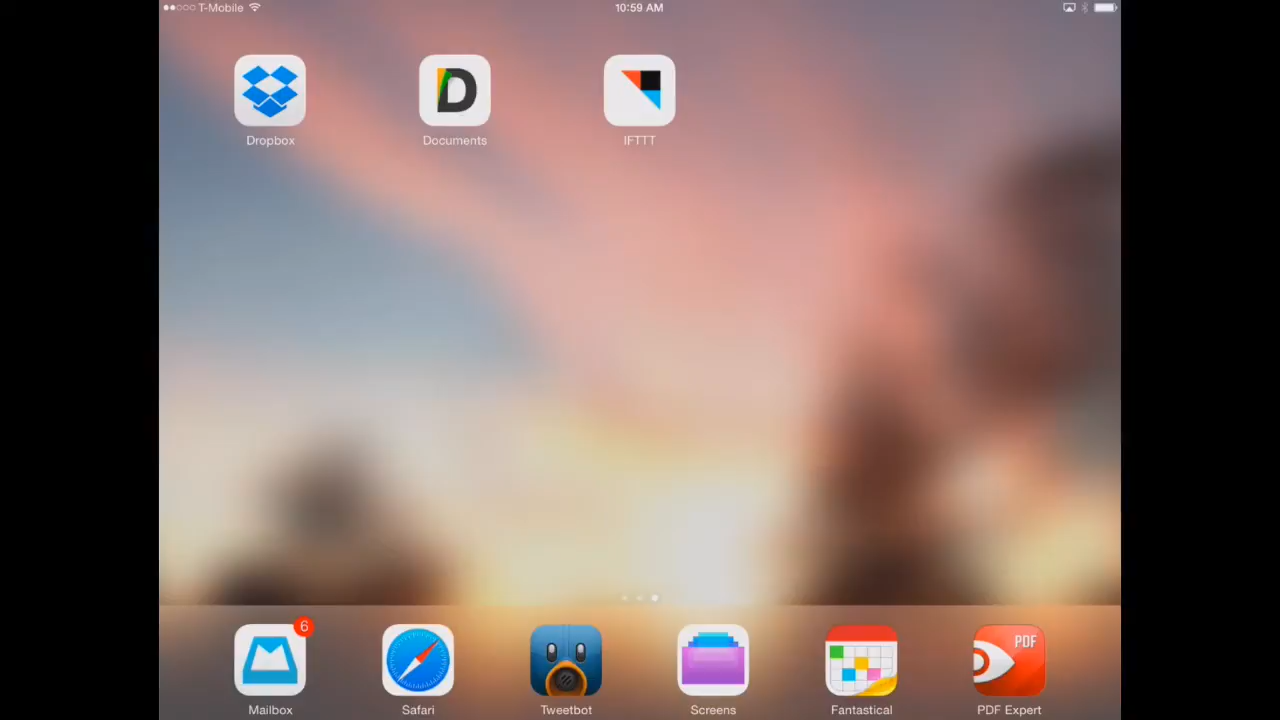 T-Mobile 10:59 AM
Dropbox Documents IFTTT
6
PDF
Mailbox Safari Tweetbot Screens Fantastical PDF Expert